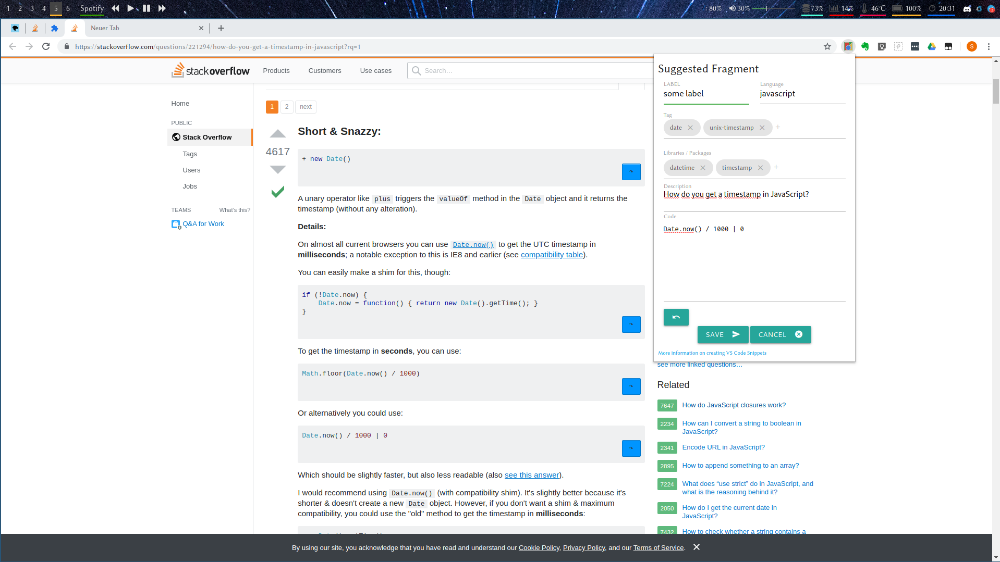 1 2 3 4 5 6 Spotify : 80% 30% 73% 14% 46°C 100% 20:31
Neuer Tab
https://stackoverflow.com/questions/221294/how-do-you-get-a-timestamp-in-javascript?rq=1
S
stackoverflow Products Customers Use cases Search...
Home
PUBLIC
Stack Overflow
Tags
Users
Jobs
TEAMS What's this?
Q&A for Work
1 2 next
4617
Short & Snazzy:
+ new Date()
A unary operator like plus triggers the valueOf method in the Date object and it returns the
timestamp (without any alteration).
Details:
On almost all current browsers you can use Date.now() to get the UTC timestamp in
milliseconds; a notable exception to this is IE8 and earlier (see compatibility table).
You can easily make a shim for this, though:
if (!Date.now) {
    Date.now = function() { return new Date().getTime(); }
}
To get the timestamp in seconds, you can use:
Math.floor(Date.now() / 1000)
Or alternatively you could use:
Date.now() / 1000 | 0
Which should be slightly faster, but also less readable (also see this answer).
I would recommend using Date.now() (with compatibility shim). It's slightly better because it's
shorter & doesn't create a new Date object. However, if you don't want a shim & maximum
compatibility, you could use the "old" method to get the timestamp in milliseconds:
Suggested Fragment
LABEL Language
some label javascript
Tag
date unix-timestamp +
Libraries / Packages
datetime timestamp +
Description
How do you get a timestamp in JavaScript?
Code
Date.now() / 1000 | 0
SAVE CANCEL
More information on creating VS Code Snippets
see more linked questions…
Related
7647 How do JavaScript closures work?
2234 How can I convert a string to boolean in
JavaScript?
2341 Encode URL in JavaScript?
2895 How to append something to an array?
7224 What does “use strict” do in JavaScript, and
what is the reasoning behind it?
2050 How do I get the current date in
JavaScript?
7432 How to check whether a string contains a
By using our site, you acknowledge that you have read and understand our Cookie Policy, Privacy Policy, and our Terms of Service.